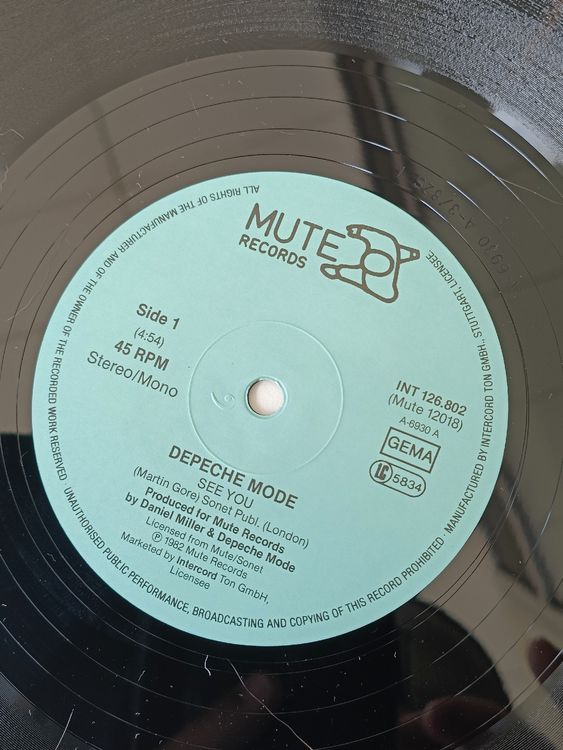 MUTE
RECORDS
Side 1
(4:54)
45 RPM
Stereo/Mono
INT 126.802
(Mute 12018)
A-6930 A
GEMA
LC 5834
DEPECHE MODE
SEE YOU
(Martin Gore) Sonet Publ. (London)
Produced for Mute Records
by Daniel Miller & Depeche Mode
Licensed from Mute/Sonet
Ⓟ 1982 Mute Records
Marketed by Intercord Ton GmbH,
Licensee
ALL RIGHTS OF THE MANUFACTURER AND OF THE OWNER OF THE RECORDED WORK RESERVED · UNAUTHORISED PUBLIC PERFORMANCE, BROADCASTING AND COPYING OF THIS RECORD PROHIBITED · MANUFACTURED BY INTERCORD TON GMBH., STUTTGART, LICENSEE.